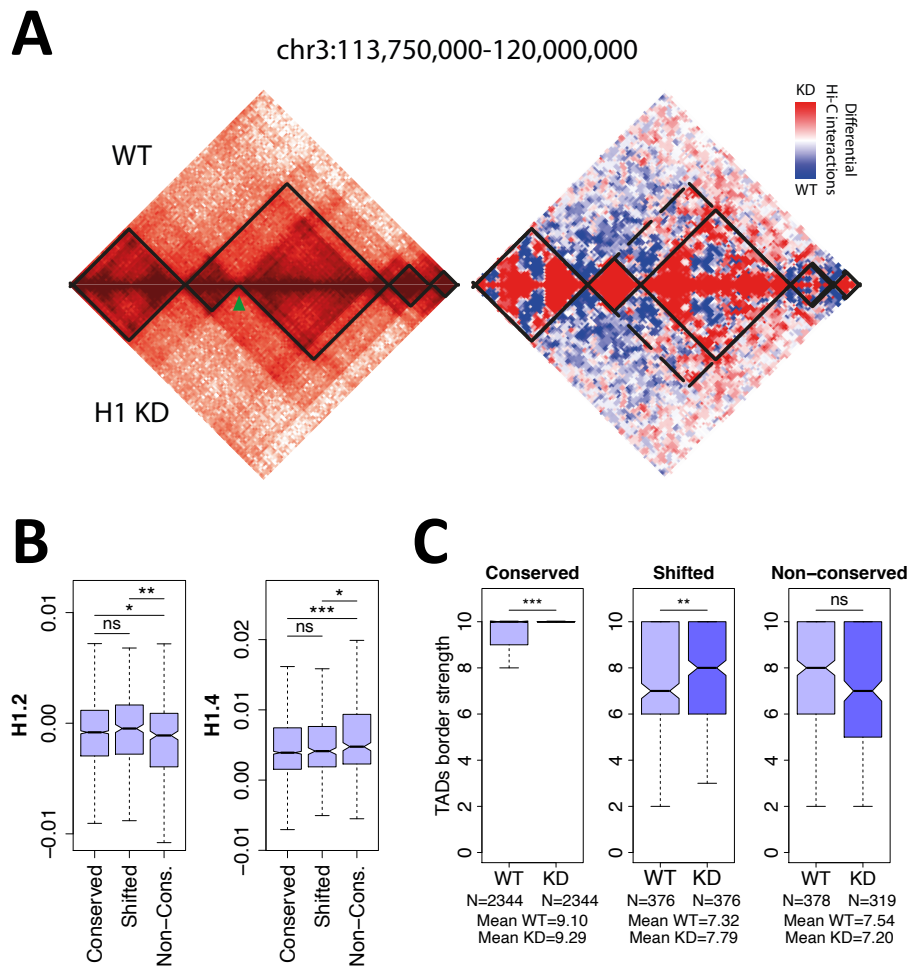 A
chr3:113,750,000-120,000,000
WT
H1 KD
KD
WT
Differential
Hi-C interactions
B
H1.2
0.01
0.00
−0.01
**
*
ns
Conserved
Shifted
Non−Cons.
H1.4
0.02
0.01
0.00
−0.01
*
***
ns
Conserved
Shifted
Non−Cons.
C
TADs border strength
Conserved
***
10
8
6
4
2
0
WT KD
N=2344 N=2344
Mean WT=9.10
Mean KD=9.29
Shifted
**
10
8
6
4
2
0
WT KD
N=376 N=376
Mean WT=7.32
Mean KD=7.79
Non−conserved
ns
10
8
6
4
2
0
WT KD
N=378 N=319
Mean WT=7.54
Mean KD=7.20